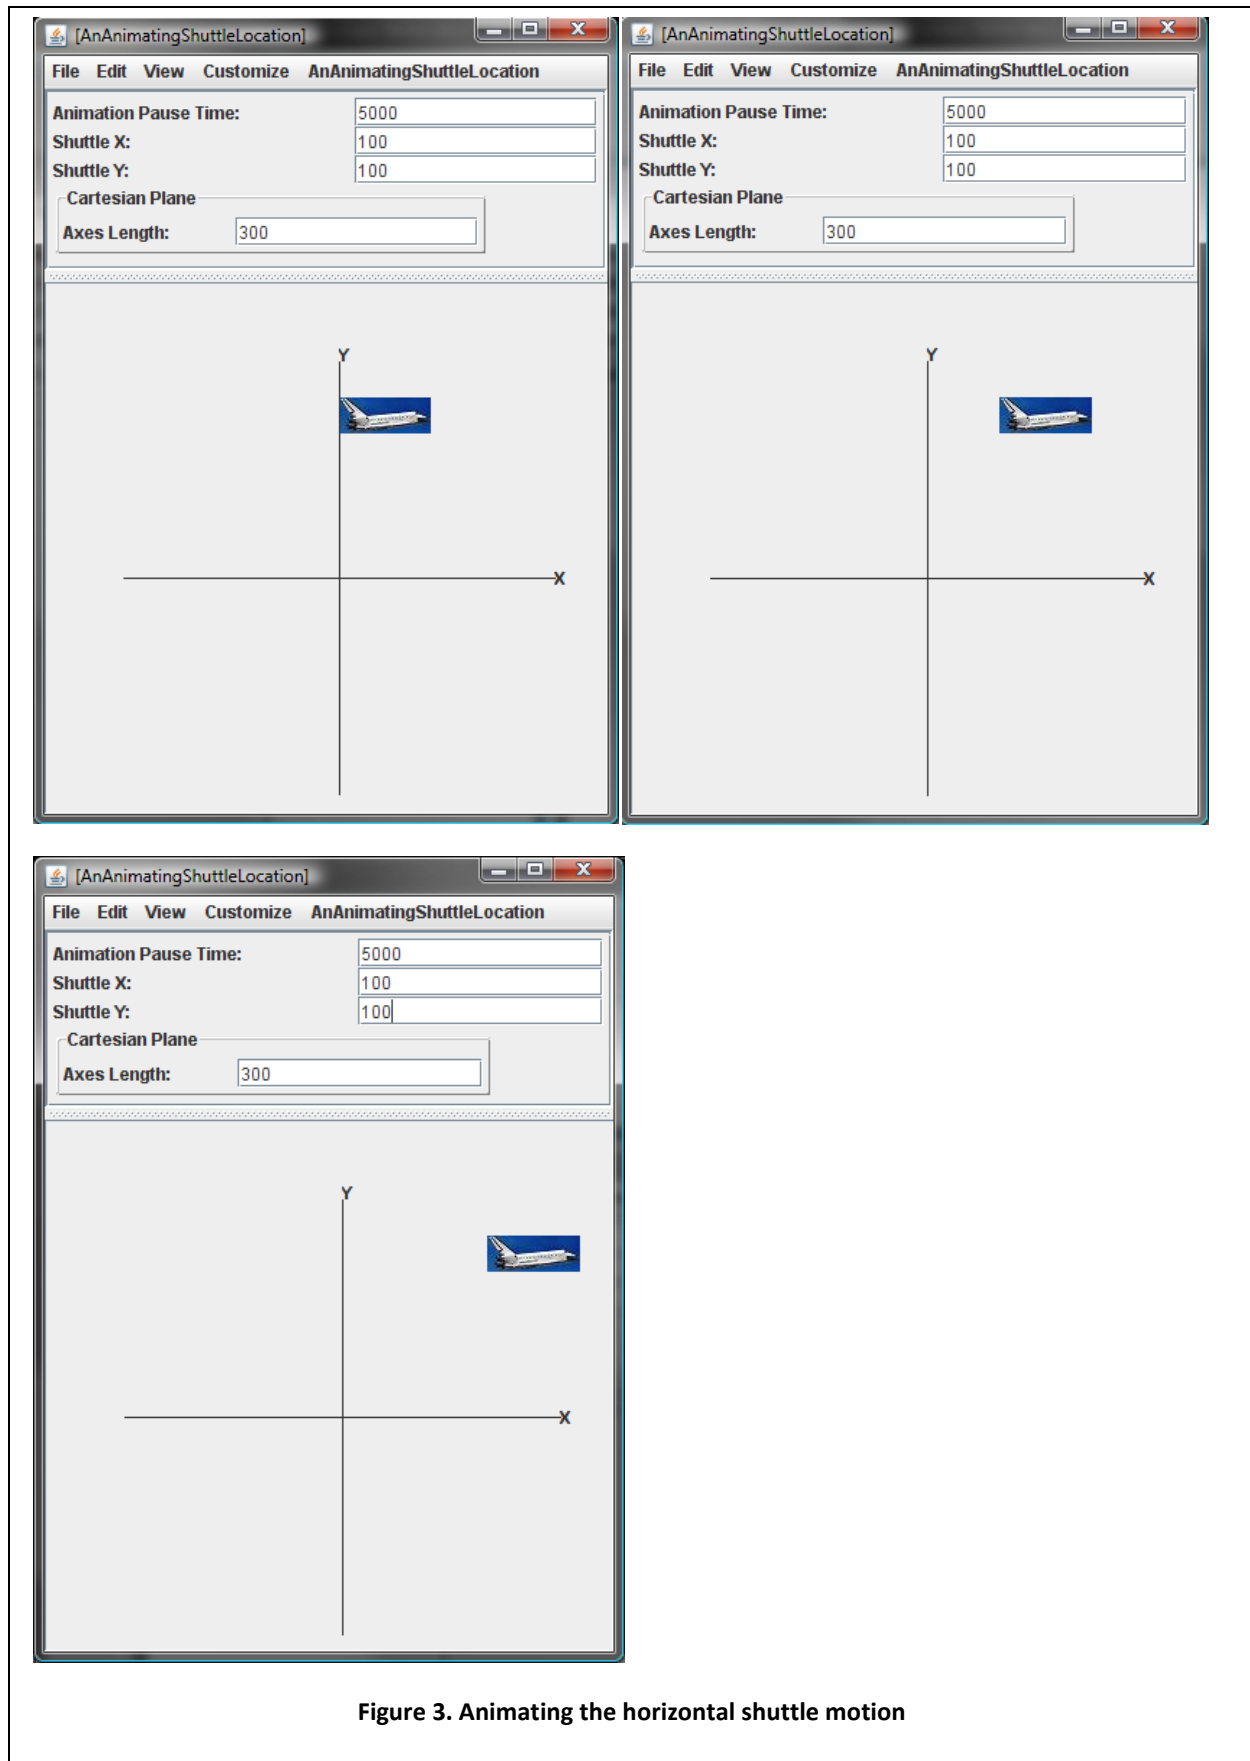 [AnAnimatingShuttleLocation]
File Edit View Customize AnAnimatingShuttleLocation
Animation Pause Time: 5000
Shuttle X: 100
Shuttle Y: 100
Cartesian Plane
Axes Length: 300
Y
X
[AnAnimatingShuttleLocation]
File Edit View Customize AnAnimatingShuttleLocation
Animation Pause Time: 5000
Shuttle X: 100
Shuttle Y: 100
Cartesian Plane
Axes Length: 300
Y
X
[AnAnimatingShuttleLocation]
File Edit View Customize AnAnimatingShuttleLocation
Animation Pause Time: 5000
Shuttle X: 100
Shuttle Y: 100
Cartesian Plane
Axes Length: 300
Y
X
Figure 3. Animating the horizontal shuttle motion